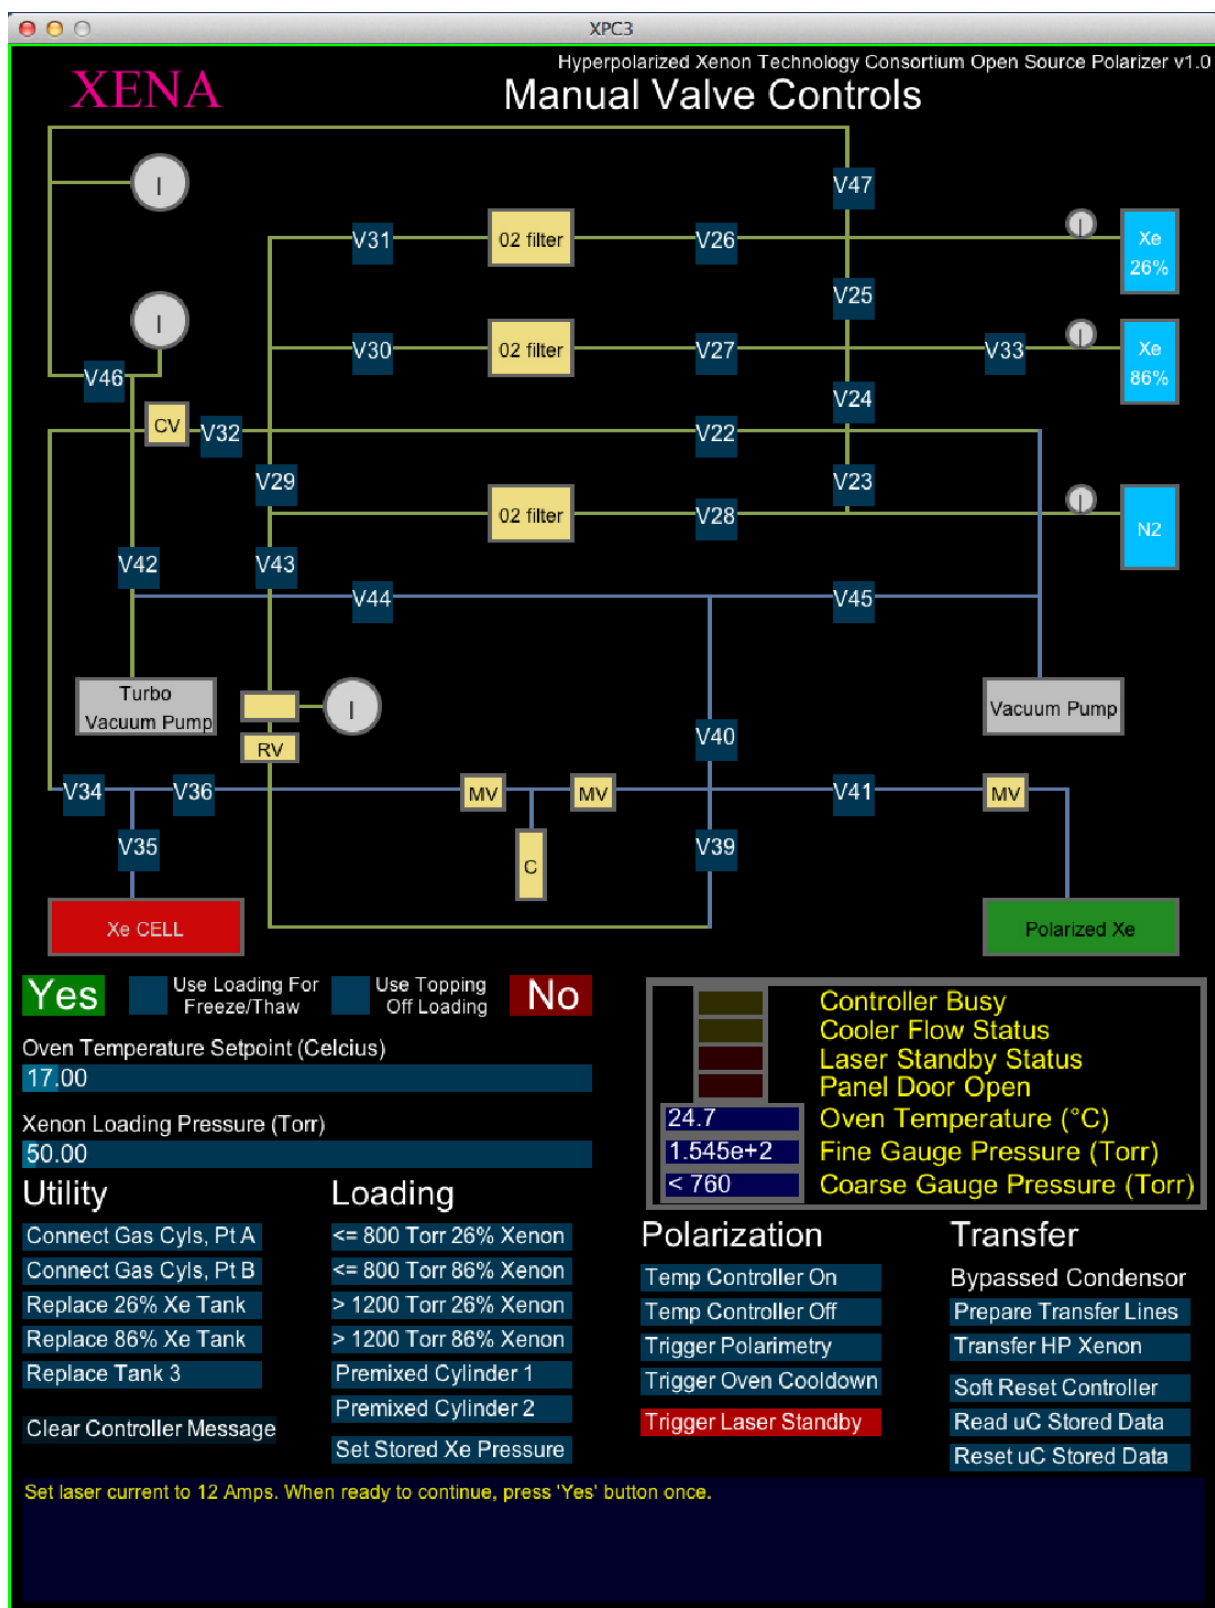 XPC3
Hyperpolarized Xenon Technology Consortium Open Source Polarizer v1.0
XENA
Manual Valve Controls
V47
V31
02 filter
V26
Xe
26%
V25
V30
02 filter
V27
V33
Xe
86%
V46
V24
CV
V32
V22
V29
V23
02 filter
V28
N2
V42
V43
V44
V45
Turbo
Vacuum Pump
Vacuum Pump
RV
V40
V34
V36
MV
MV
V41
MV
V35
V39
C
Xe CELL
Polarized Xe
Yes
Use Loading For
Freeze/Thaw
Use Topping
Off Loading
No
Controller Busy
Cooler Flow Status
Laser Standby Status
Panel Door Open
Oven Temperature Setpoint (Celcius)
17.00
24.7 Oven Temperature (°C)
Xenon Loading Pressure (Torr)
50.00
1.545e+2 Fine Gauge Pressure (Torr)
< 760 Coarse Gauge Pressure (Torr)
Utility
Connect Gas Cyls, Pt A
Connect Gas Cyls, Pt B
Replace 26% Xe Tank
Replace 86% Xe Tank
Replace Tank 3
Clear Controller Message
Loading
<= 800 Torr 26% Xenon
<= 800 Torr 86% Xenon
> 1200 Torr 26% Xenon
> 1200 Torr 86% Xenon
Premixed Cylinder 1
Premixed Cylinder 2
Set Stored Xe Pressure
Polarization
Temp Controller On
Temp Controller Off
Trigger Polarimetry
Trigger Oven Cooldown
Trigger Laser Standby
Transfer
Bypassed Condensor
Prepare Transfer Lines
Transfer HP Xenon
Soft Reset Controller
Read uC Stored Data
Reset uC Stored Data
Set laser current to 12 Amps. When ready to continue, press 'Yes' button once.